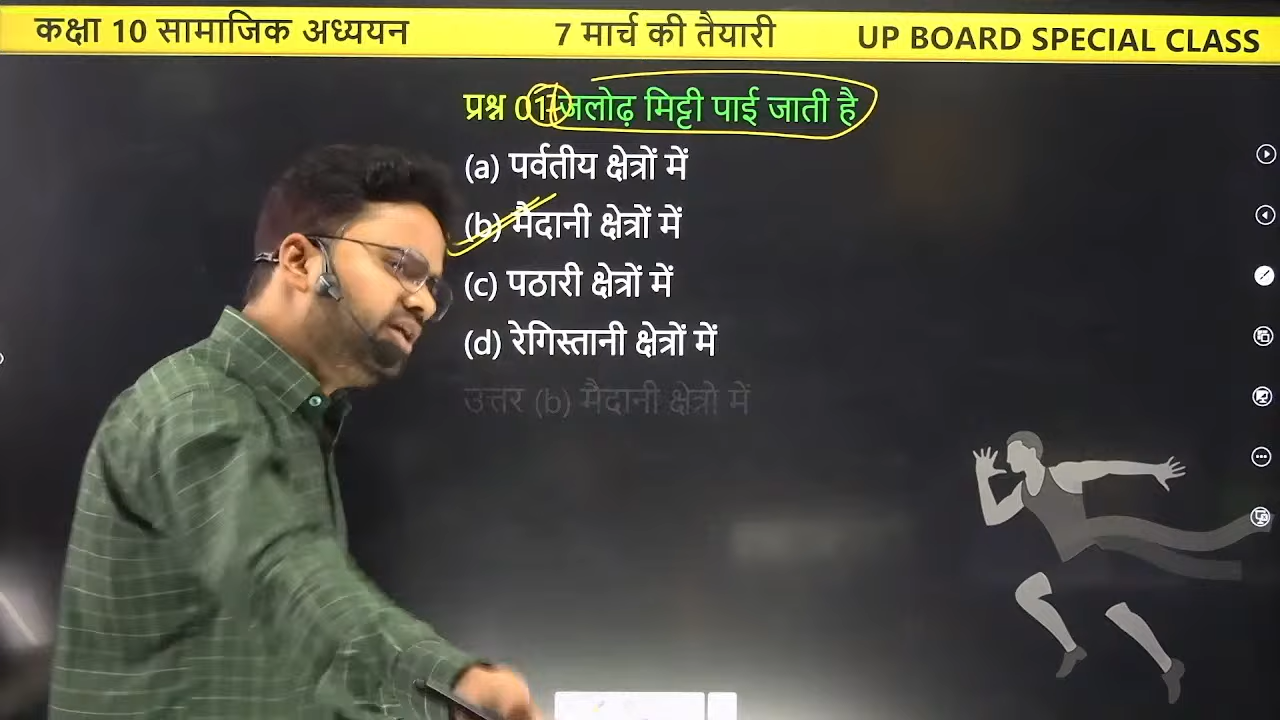 कक्षा 10 सामाजिक अध्ययन 7 मार्च की तैयारी UP BOARD SPECIAL CLASS
प्रश्न 01-जलोढ़ मिट्टी पाई जाती है
(a) पर्वतीय क्षेत्रों में
(b) मैदानी क्षेत्रों में
(c) पठारी क्षेत्रों में
(d) रेगिस्तानी क्षेत्रों में
उत्तर (b) मैदानी क्षेत्रो में